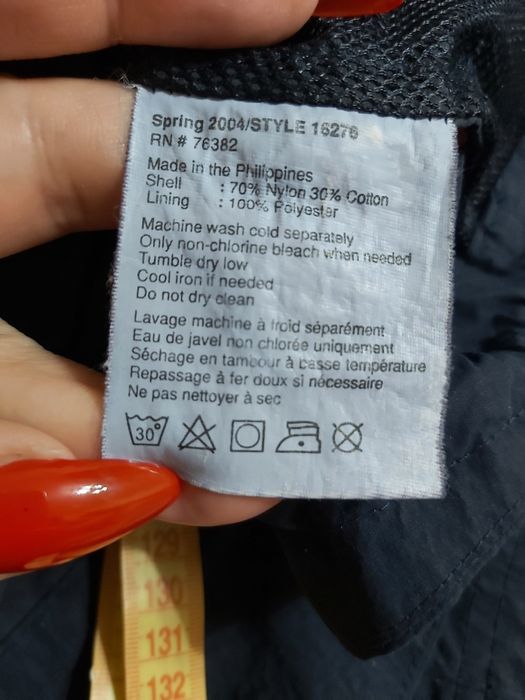 Spring 2004/STYLE 16276
RN # 76382
Made in the Philippines
Shell : 70% Nylon 30% Cotton
Lining : 100% Polyester
Machine wash cold separately
Only non-chlorine bleach when needed
Tumble dry low
Cool iron if needed
Do not dry clean
Lavage machine à froid séparément
Eau de javel non chlorée uniquement
Séchage en tambour à basse température
Repassage à fer doux si nécessaire
Ne pas nettoyer à sec
30°
129
130
131
132